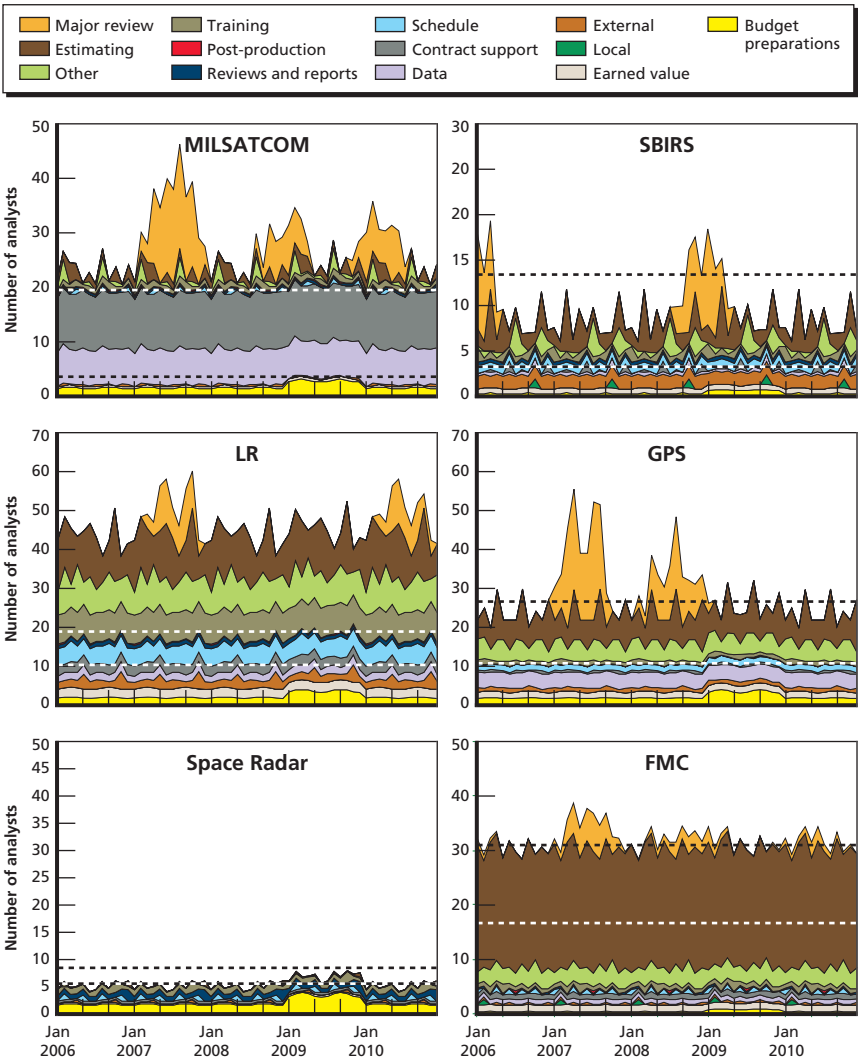 Major review
Training
Schedule
External
Budget preparations
Estimating
Post-production
Contract support
Local
Other
Reviews and reports
Data
Earned value
MILSATCOM
Number of analysts
50
40
30
20
10
0
SBIRS
30
20
20
15
10
5
0
LR
Number of analysts
70
60
50
40
30
20
10
0
GPS
70
60
50
40
30
20
10
0
Space Radar
Number of analysts
50
45
40
35
30
25
20
15
10
5
0
Jan 2006
Jan 2007
Jan 2008
Jan 2009
Jan 2010
FMC
50
40
30
20
10
0
Jan 2006
Jan 2007
Jan 2008
Jan 2009
Jan 2010